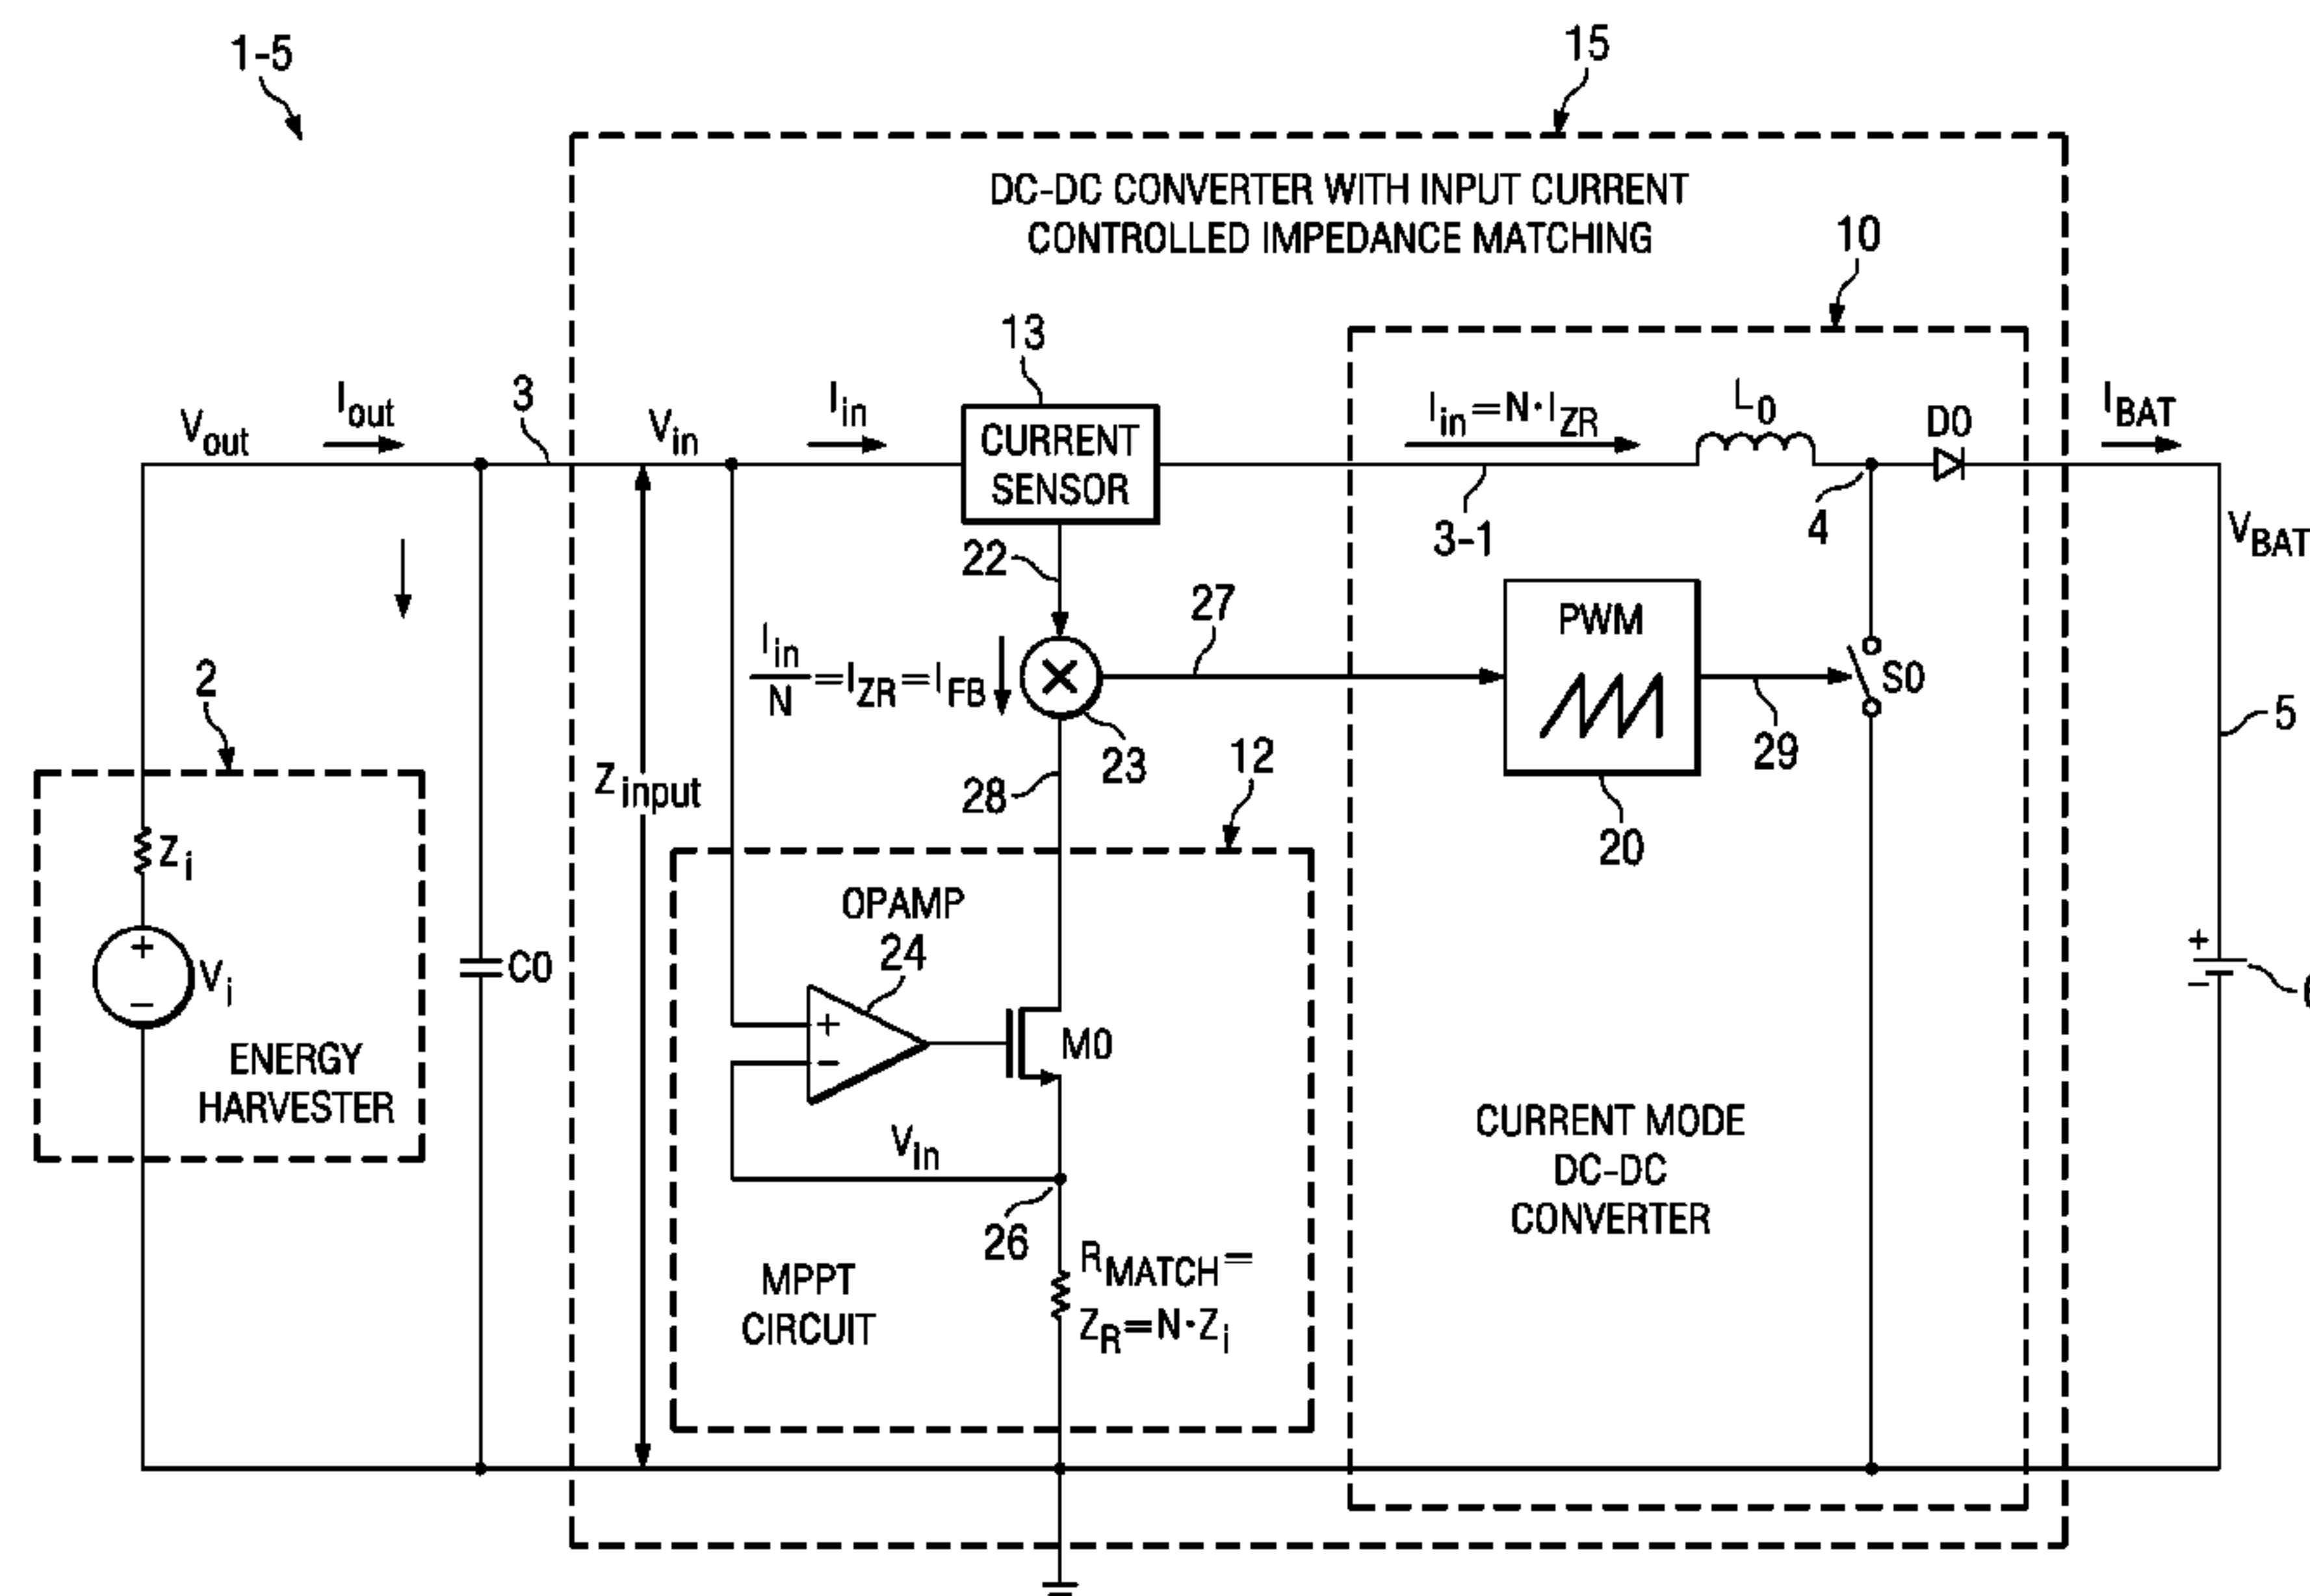 1-5
15
DC-DC CONVERTER WITH INPUT CURRENT
CONTROLLED IMPEDANCE MATCHING
10
13
3
Vout
Iout
Vin
Iin
CURRENT
SENSOR
Iin=N·IZR
L0
D0
IBAT
3-1
4
VBAT
22
27
PWM
Iin/N=IZR=IFB
S0
2
23
12
29
5
Zinput
28
20
Zi
OPAMP
24
+
-
Vi
C0
+
-
M0
+
-
ENERGY
HARVESTER
Vin
CURRENT MODE
DC-DC
CONVERTER
26
RMATCH=
ZR=N·Zi
MPPT
CIRCUIT